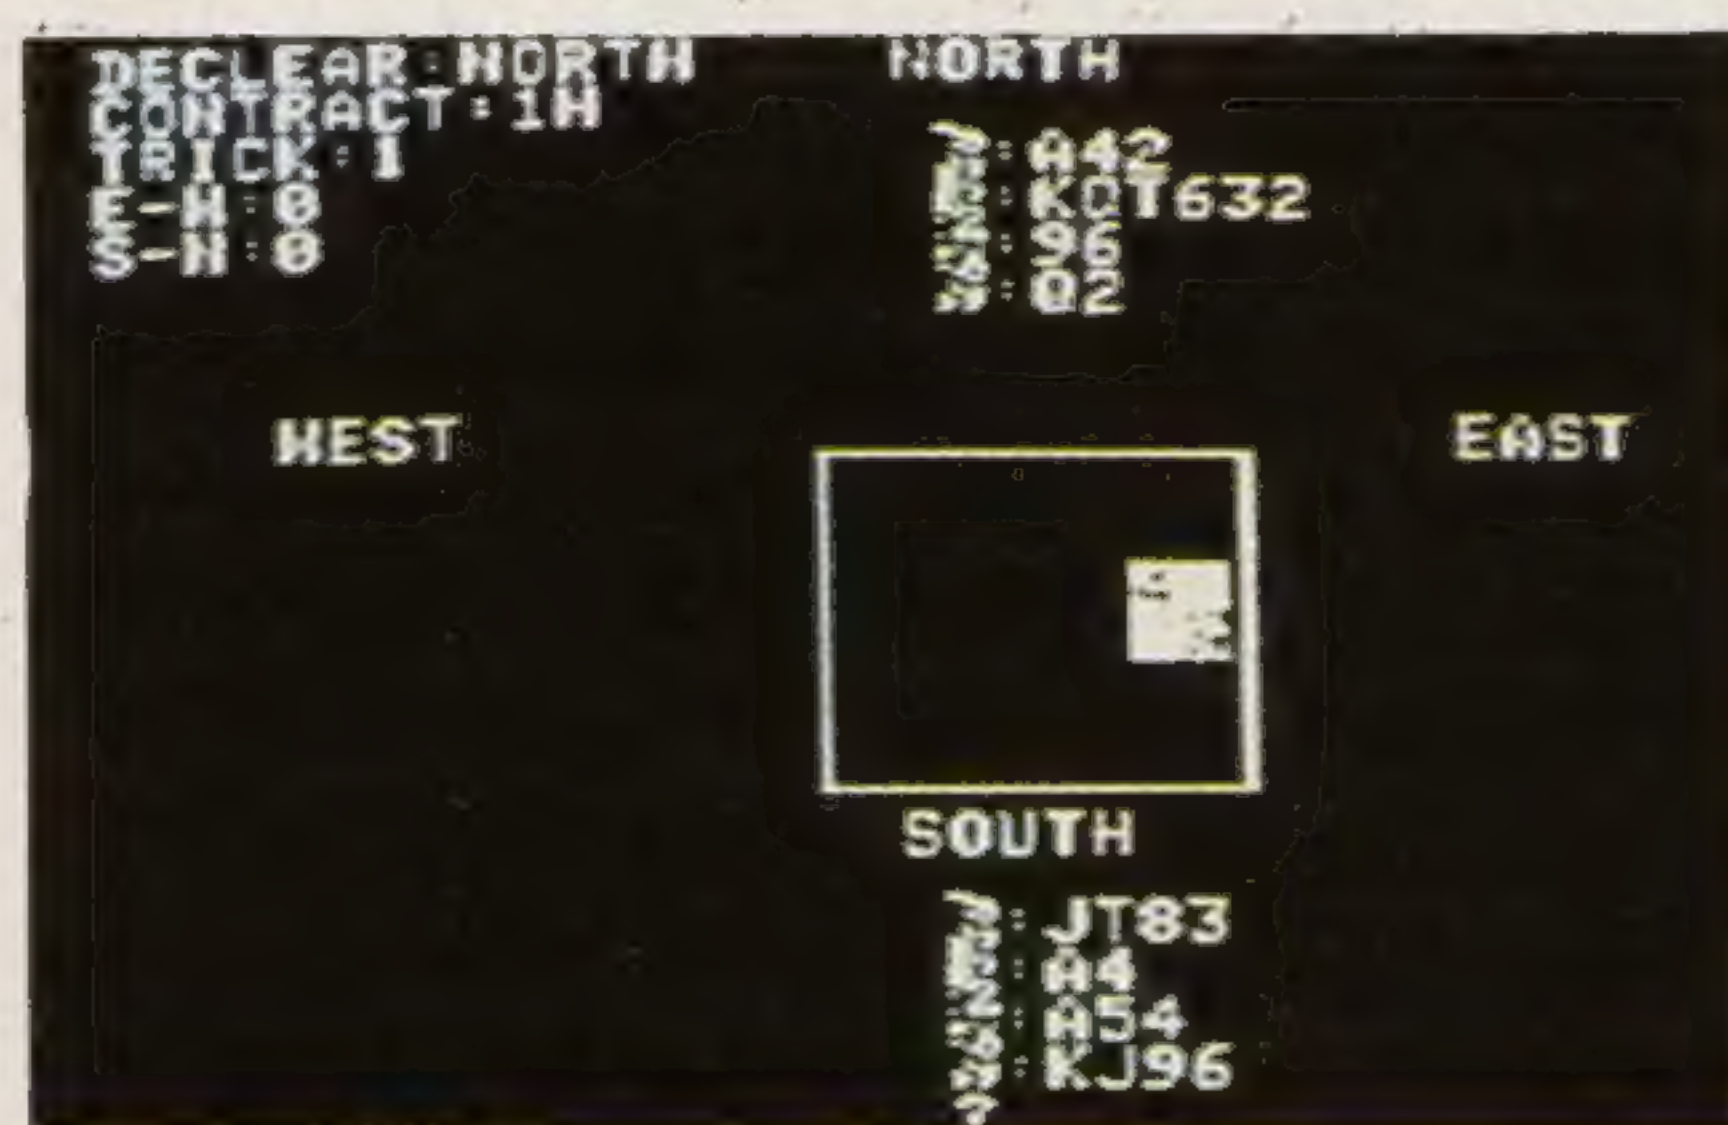 DECLEAR:NORTH
CONTRACT:1H
TRICK:1
E-W:0
S-N:0
NORTH
:A42
:KQT632
:96
:Q2
WEST
EAST
SOUTH
:JT83
:A4
:A54
:KJ96
?